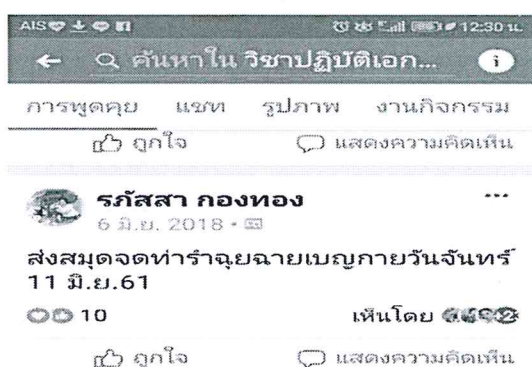 AIS 12:30 น.
ค้นหาใน วิชาปฏิบัติเอก...
การพูดคุย แชท รูปภาพ งานกิจกรรม
ถูกใจ แสดงความคิดเห็น
รภัสสา กองทอง
6 มิ.ย. 2018
ส่งสมุดจดท่ารำฉุยฉายเบญกายวันจันทร์
11 มิ.ย.61
10 เห็นโดย
ถูกใจ แสดงความคิดเห็น